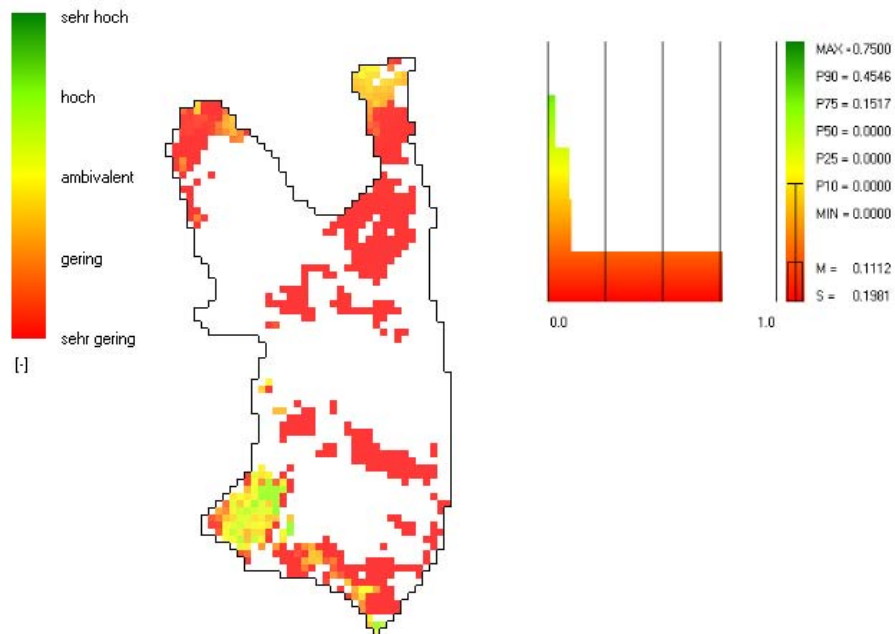 sehr hoch
hoch
ambivalent
gering
sehr gering
[-]
MAX = 0.7500
P90 = 0.4546
P75 = 0.1517
P50 = 0.0000
P25 = 0.0000
P10 = 0.0000
MIN = 0.0000
M = 0.1112
S = 0.1981
0.0 1.0